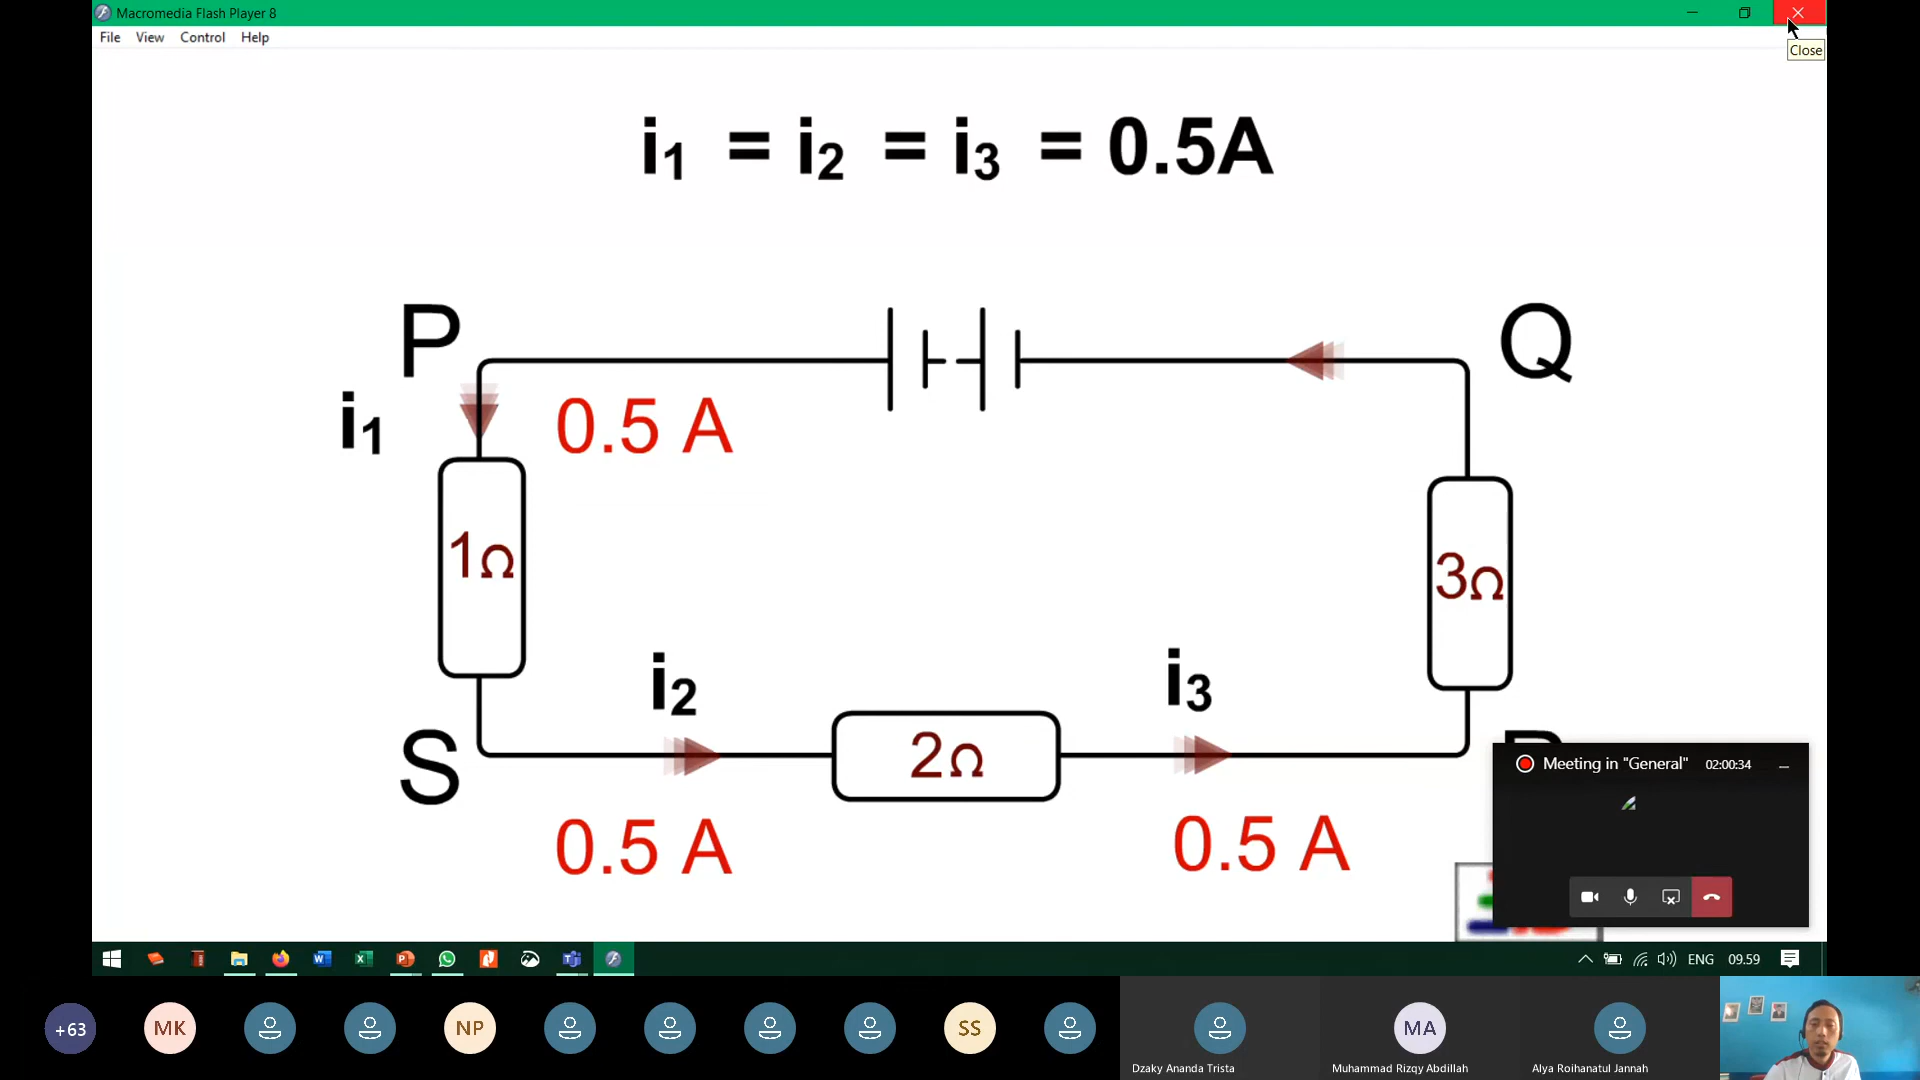 Macromedia Flash Player 8
File View Control Help
Close
i1 = i2 = i3 = 0.5A
P
Q
i1
0.5 A
1Ω
3Ω
i2
i3
S
2Ω
0.5 A
0.5 A
Meeting in "General" 02:00:34
ENG 09.59
+63 MK NP SS MA
Dzaky Ananda Trista
Muhammad Rizqy Abdillah
Alya Roihanatul Jannah